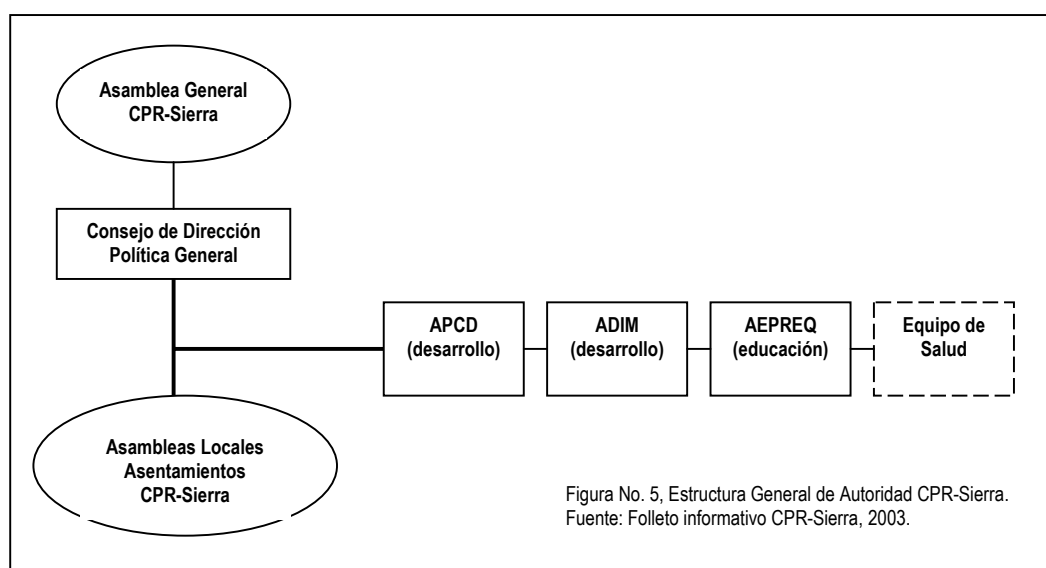 Asamblea General
CPR-Sierra
Consejo de Dirección
Política General
APCD
(desarrollo)
ADIM
(desarrollo)
AEPREQ
(educación)
Equipo de
Salud
Asambleas Locales
Asentamientos
CPR-Sierra
Figura No. 5, Estructura General de Autoridad CPR-Sierra.
Fuente: Folleto informativo CPR-Sierra, 2003.